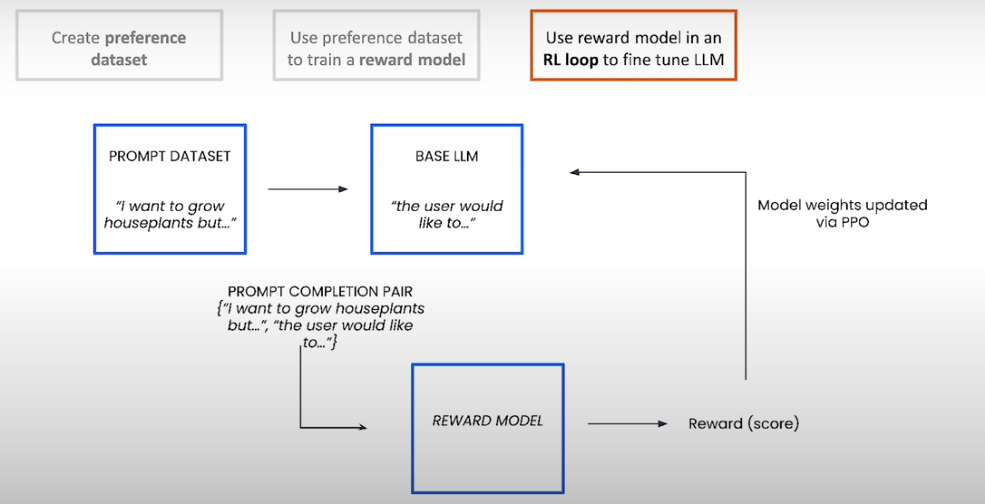 Create preference
dataset
Use preference dataset
to train a reward model
Use reward model in an
RL loop to fine tune LLM
PROMPT DATASET
“I want to grow
houseplants but...”
BASE LLM
“the user would
like to...”
Model weights updated
via PPO
PROMPT COMPLETION PAIR
{“I want to grow houseplants
but...”, “the user would like
to...”}
REWARD MODEL
Reward (score)